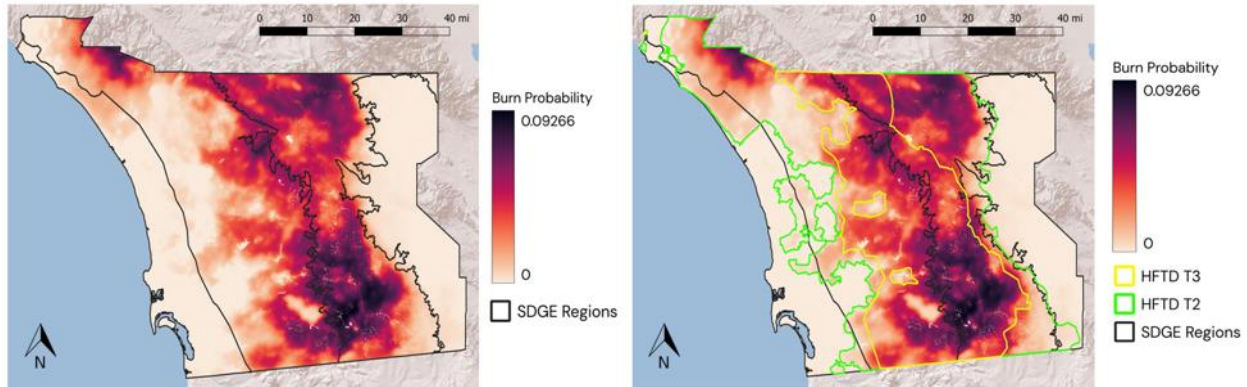 0 10 20 30 40 mi
Burn Probability
0.09266
0
SDGE Regions
N
0 10 20 30 40 mi
Burn Probability
0.09266
0
HFTD T3
HFTD T2
SDGE Regions
N